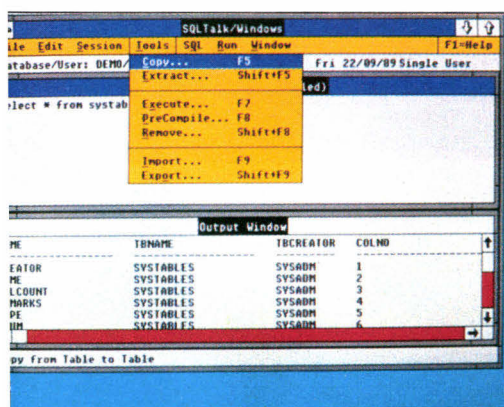 SQLTalk/Windows
ile Edit Session Tools SQL Run Window F1=Help
atabase/User: DEMO/ Fri 22/09/89 Single User
Copy... F5
Extract... Shift+F5
led)
elect * from systab
Execute... F7
PreCompile... F8
Remove... Shift+F8
Import... F9
Export... Shift+F9
Output Window
ME TBNAME TBCREATOR COLNO
EATOR SYSTABLES SYSADM 1
ME SYSTABLES SYSADM 2
LCOUNT SYSTABLES SYSADM 3
MARKS SYSTABLES SYSADM 4
PE SYSTABLES SYSADM 5
UM SYSTABLES SYSADM 6
py from Table to Table